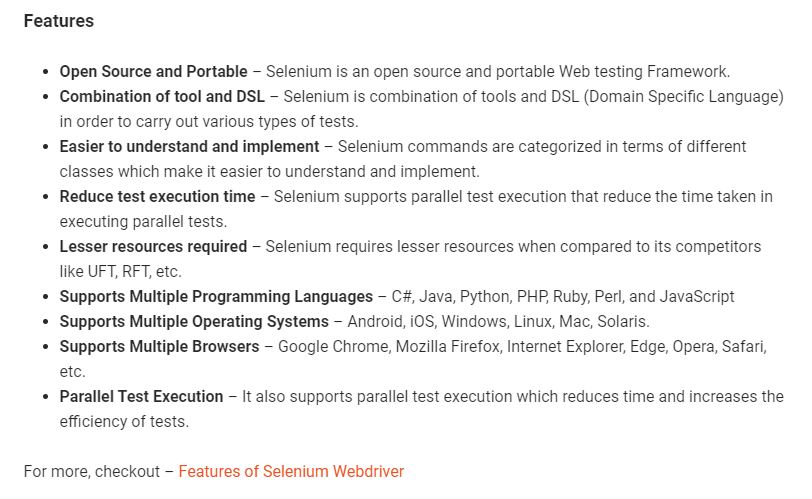 Features
• Open Source and Portable – Selenium is an open source and portable Web testing Framework.
• Combination of tool and DSL – Selenium is combination of tools and DSL (Domain Specific Language)
in order to carry out various types of tests.
• Easier to understand and implement – Selenium commands are categorized in terms of different
classes which make it easier to understand and implement.
• Reduce test execution time – Selenium supports parallel test execution that reduce the time taken in
executing parallel tests.
• Lesser resources required – Selenium requires lesser resources when compared to its competitors
like UFT, RFT, etc.
• Supports Multiple Programming Languages – C#, Java, Python, PHP, Ruby, Perl, and JavaScript
• Supports Multiple Operating Systems – Android, iOS, Windows, Linux, Mac, Solaris.
• Supports Multiple Browsers – Google Chrome, Mozilla Firefox, Internet Explorer, Edge, Opera, Safari,
etc.
• Parallel Test Execution – It also supports parallel test execution which reduces time and increases the
efficiency of tests.
For more, checkout – Features of Selenium Webdriver